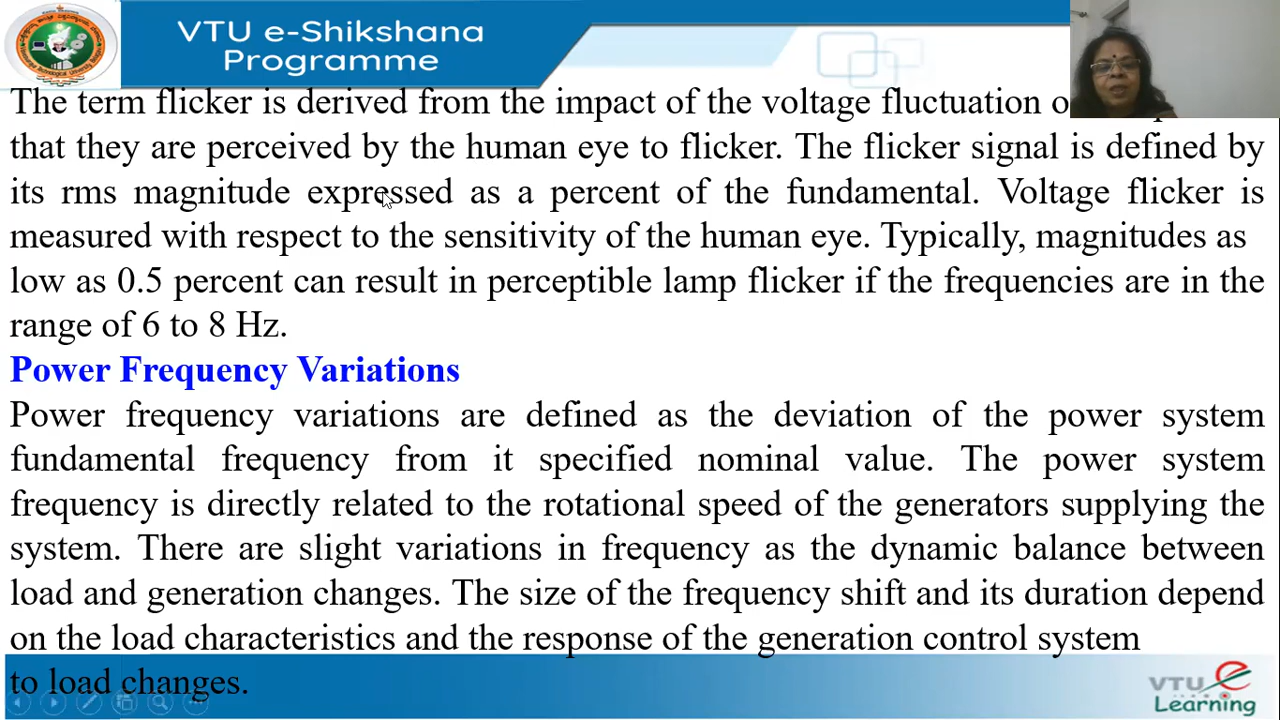 VTU e-Shikshana
Programme
The term flicker is derived from the impact of the voltage fluctuation
that they are perceived by the human eye to flicker. The flicker signal is defined by
its rms magnitude expressed as a percent of the fundamental. Voltage flicker is
measured with respect to the sensitivity of the human eye. Typically, magnitudes as
low as 0.5 percent can result in perceptible lamp flicker if the frequencies are in the
range of 6 to 8 Hz.
Power Frequency Variations
Power frequency variations are defined as the deviation of the power system
fundamental frequency from it specified nominal value. The power system
frequency is directly related to the rotational speed of the generators supplying the
system. There are slight variations in frequency as the dynamic balance between
load and generation changes. The size of the frequency shift and its duration depend
on the load characteristics and the response of the generation control system
to load changes.
VTU e
Learning